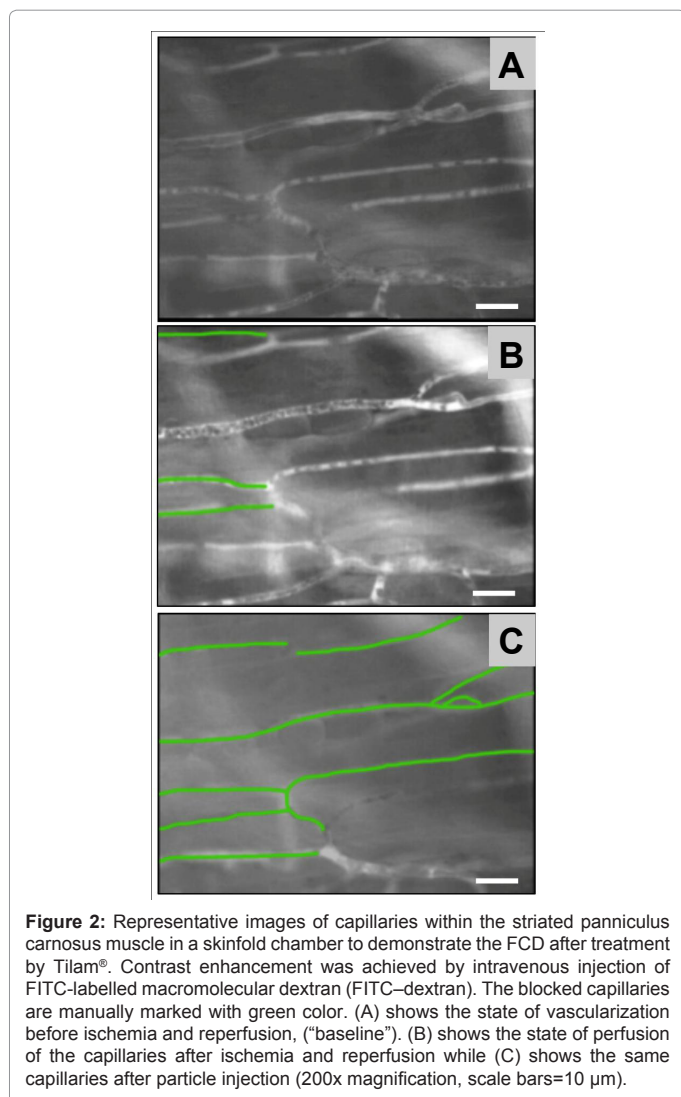 A
B
C
Figure 2: Representative images of capillaries within the striated panniculus
carnosus muscle in a skinfold chamber to demonstrate the FCD after treatment
by Tilam®. Contrast enhancement was achieved by intravenous injection of
FITC-labelled macromolecular dextran (FITC–dextran). The blocked capillaries
are manually marked with green color. (A) shows the state of vascularization
before ischemia and reperfusion, (“baseline”). (B) shows the state of perfusion
of the capillaries after ischemia and reperfusion while (C) shows the same
capillaries after particle injection (200x magnification, scale bars=10 µm).